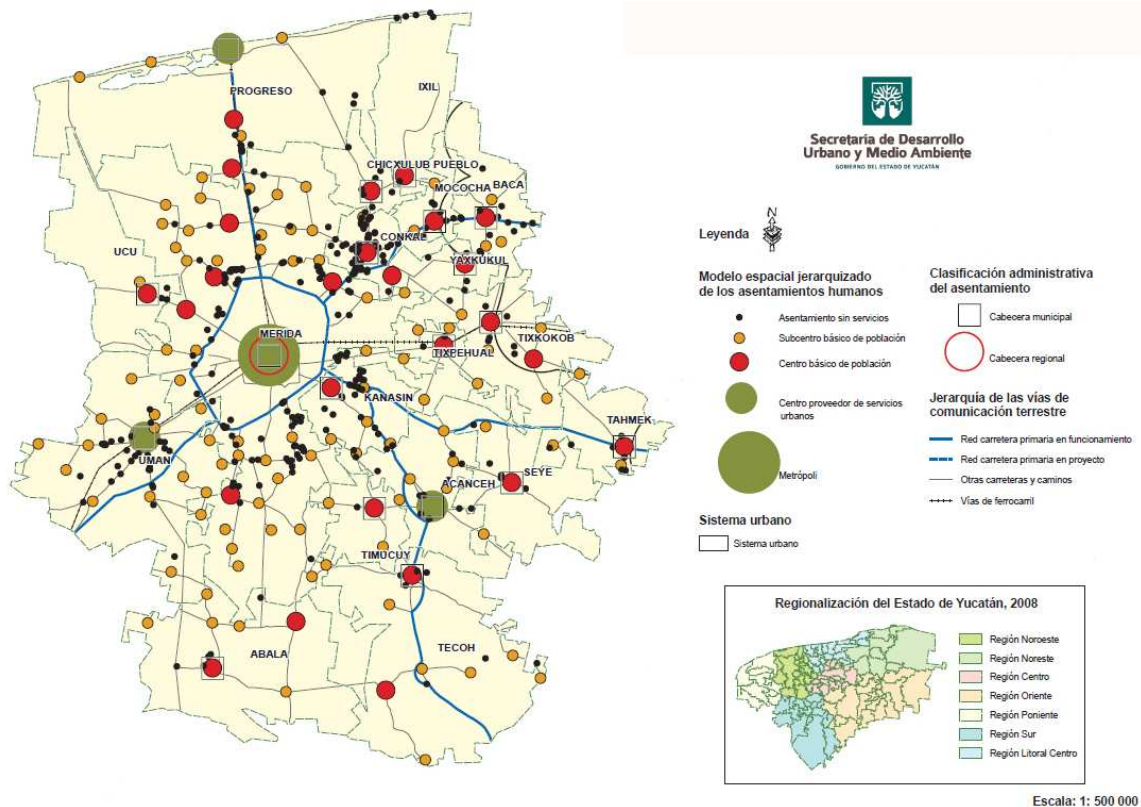 PROGRESO
IXIL
CHICXULUB PUEBLO
MOCOCHA
BACA
CONKAL
UCU
YAXKUKUL
MERIDA
TIXPEHUAL
TIXKOKOB
KANASIN
TAHMEK
UMAN
SEYE
ACANCEH
TIMUCUY
ABALA
TECOH
Secretaria de Desarrollo
Urbano y Medio Ambiente
GOBIERNO DEL ESTADO DE YUCATÁN
Leyenda
N
Modelo espacial jerarquizado
de los asentamientos humanos
Asentamiento sin servicios
Subcentro básico de población
Centro básico de población
Centro proveedor de servicios
urbanos
Metrópoli
Sistema urbano
Sistema urbano
Clasificación administrativa
del asentamiento
Cabecera municipal
Cabecera regional
Jerarquía de las vías de
comunicación terrestre
Red carretera primaria en funcionamiento
Red carretera primaria en proyecto
Otras carreteras y caminos
Vías de ferrocarril
Regionalización del Estado de Yucatán, 2008
Región Noroeste
Región Noreste
Región Centro
Región Oriente
Región Poniente
Región Sur
Región Litoral Centro
Escala: 1: 500 000